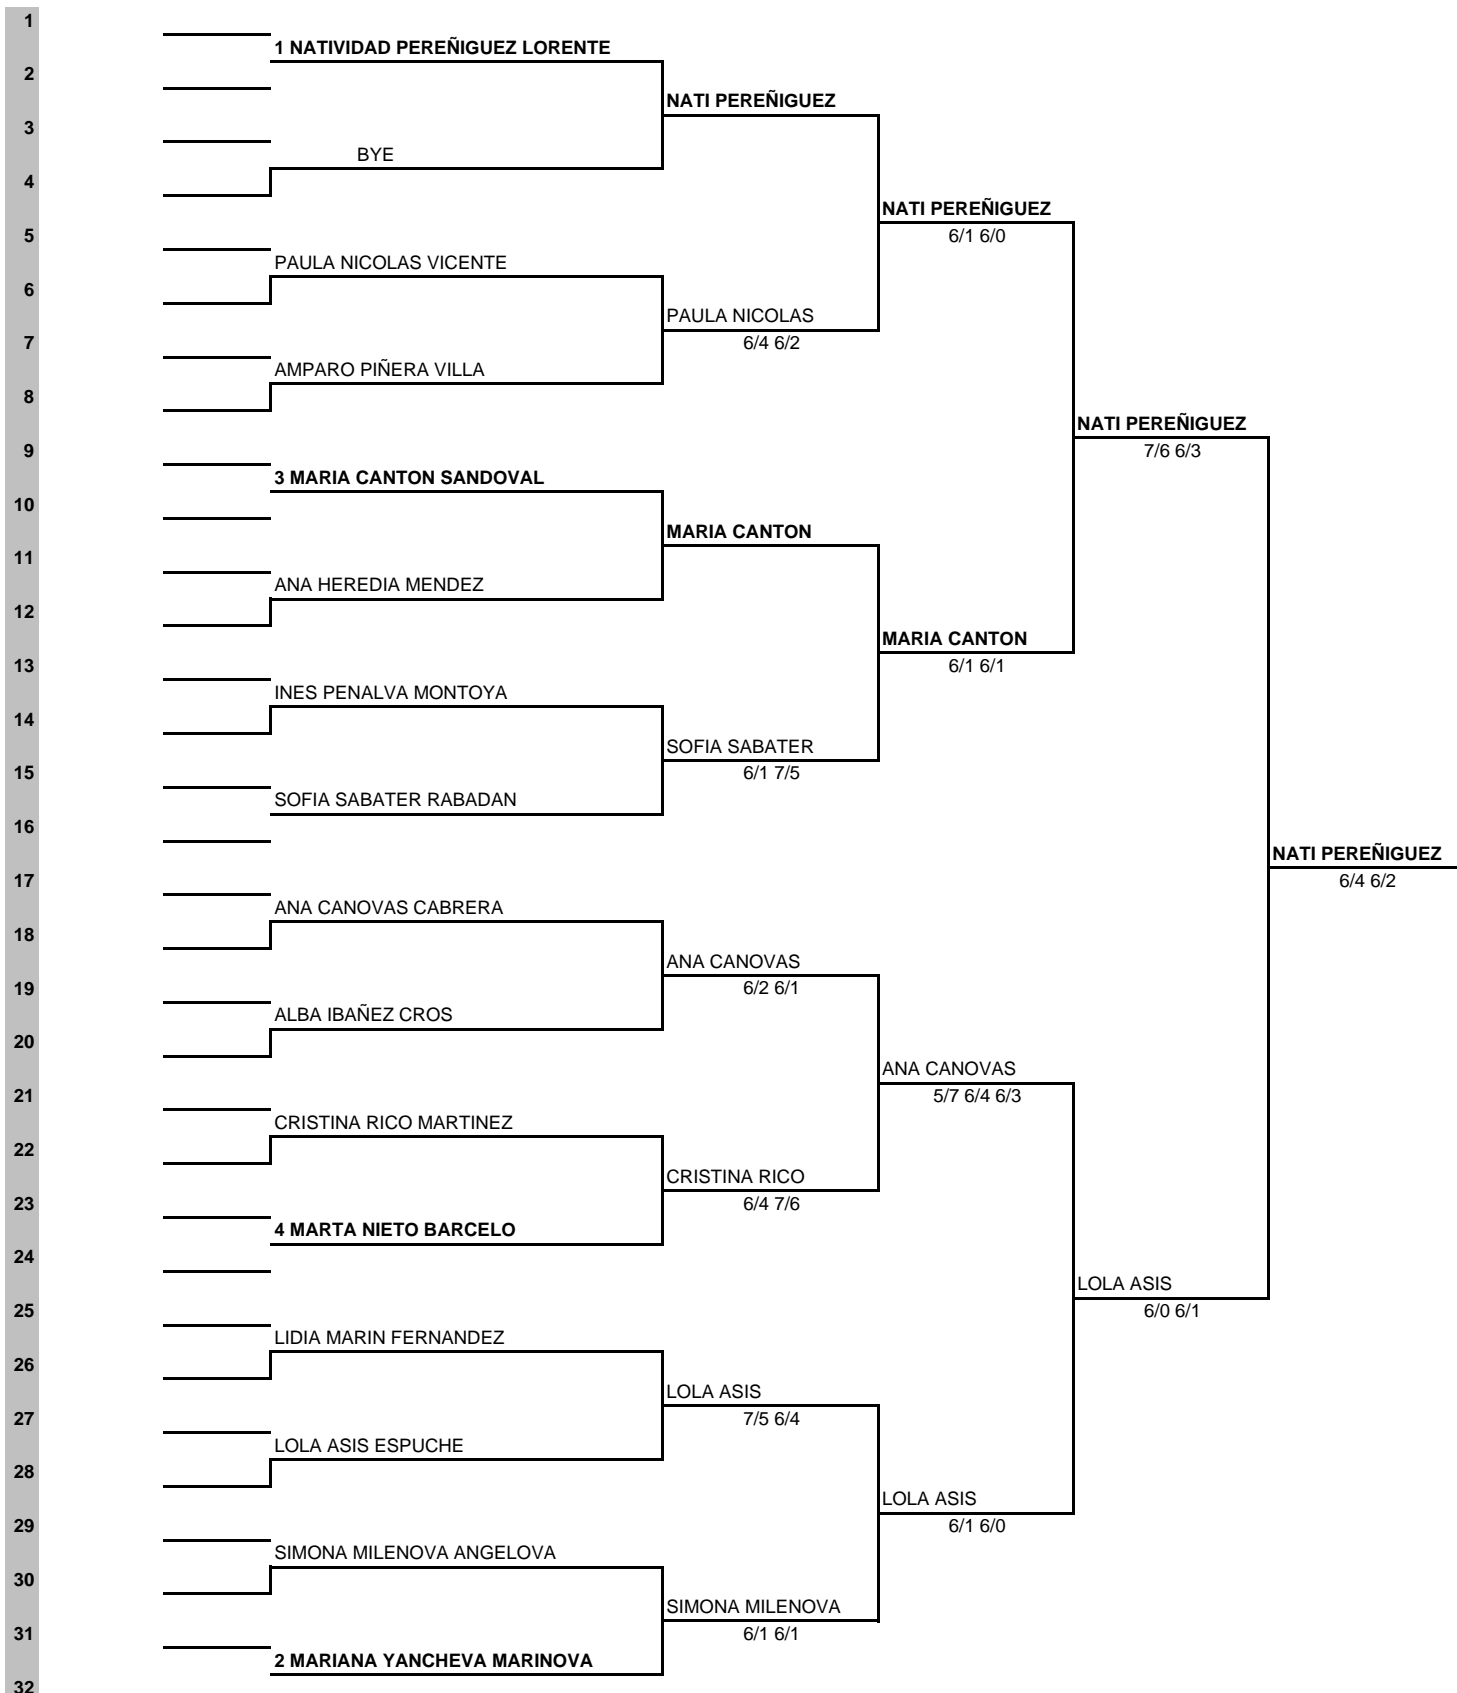 1
1 NATIVIDAD PEREÑIGUEZ LORENTE
2
NATI PEREÑIGUEZ
3
BYE
4
NATI PEREÑIGUEZ
5
6/1 6/0
PAULA NICOLAS VICENTE
6
PAULA NICOLAS
7
6/4 6/2
AMPARO PIÑERA VILLA
8
NATI PEREÑIGUEZ
9
7/6 6/3
3 MARIA CANTON SANDOVAL
10
MARIA CANTON
11
ANA HEREDIA MENDEZ
12
MARIA CANTON
13
6/1 6/1
INES PENALVA MONTOYA
14
SOFIA SABATER
15
6/1 7/5
SOFIA SABATER RABADAN
16
NATI PEREÑIGUEZ
17
6/4 6/2
ANA CANOVAS CABRERA
18
ANA CANOVAS
19
6/2 6/1
ALBA IBAÑEZ CROS
20
ANA CANOVAS
21
5/7 6/4 6/3
CRISTINA RICO MARTINEZ
22
CRISTINA RICO
23
6/4 7/6
4 MARTA NIETO BARCELO
24
LOLA ASIS
25
6/0 6/1
LIDIA MARIN FERNANDEZ
26
LOLA ASIS
27
7/5 6/4
LOLA ASIS ESPUCHE
28
LOLA ASIS
29
6/1 6/0
SIMONA MILENOVA ANGELOVA
30
SIMONA MILENOVA
31
6/1 6/1
2 MARIANA YANCHEVA MARINOVA
32